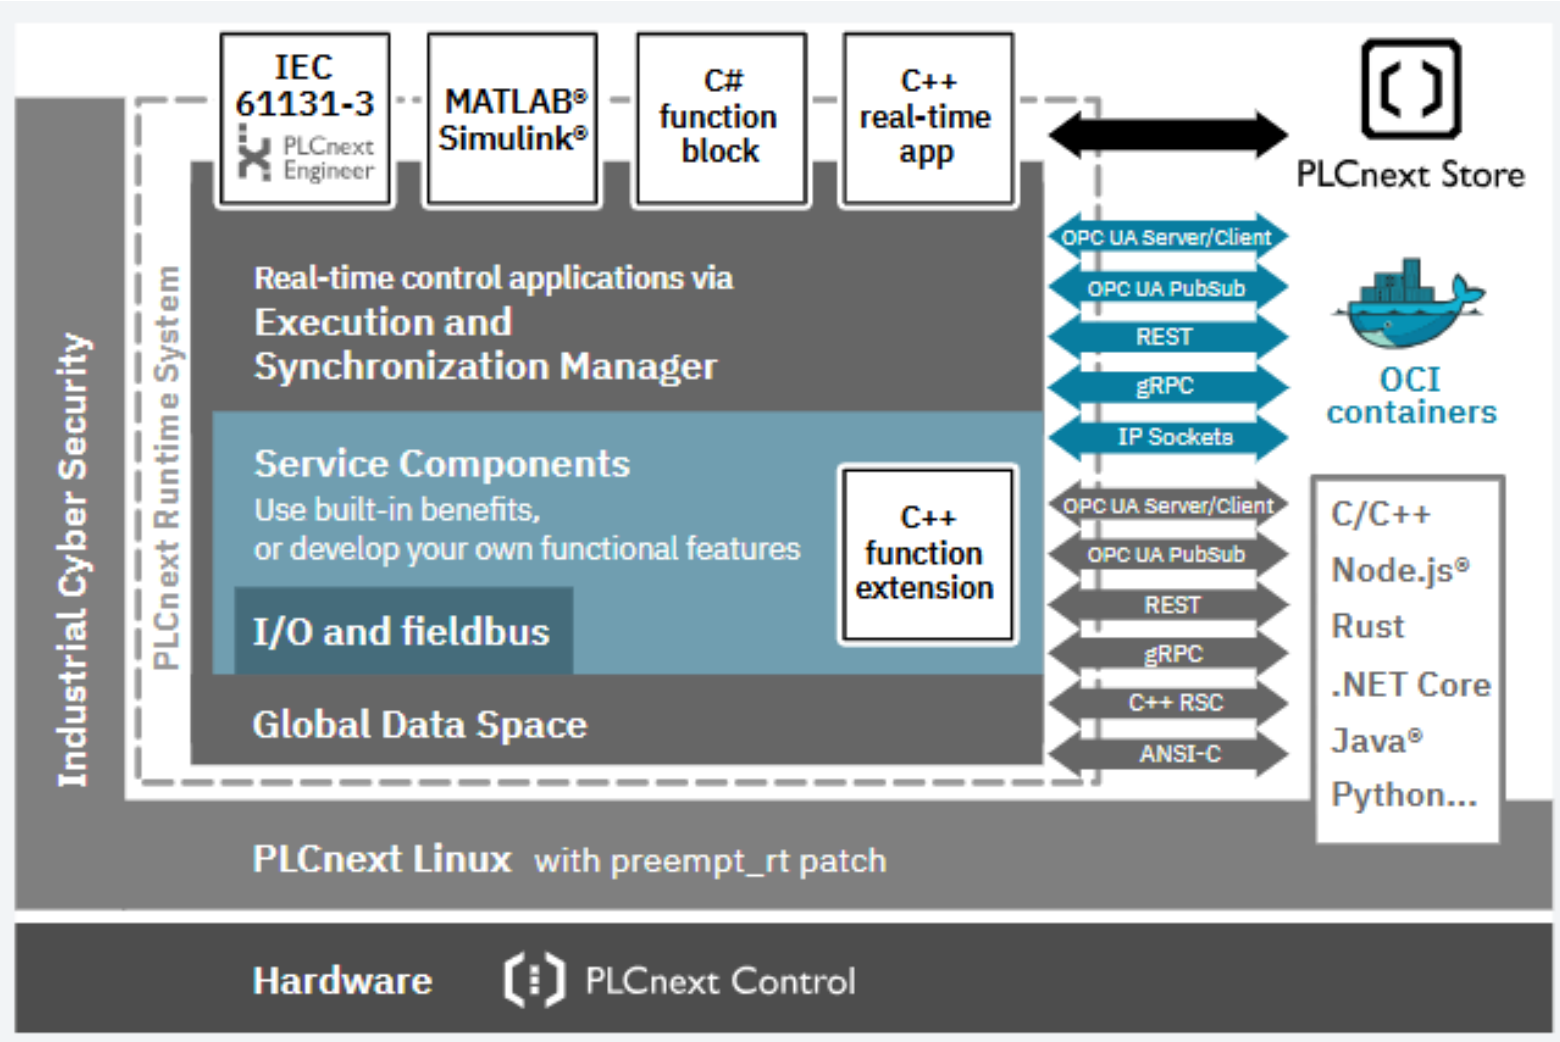 IEC
61131-3
PLCnext
Engineer
MATLAB®
Simulink®
C#
function
block
C++
real-time
app
PLCnext Store
Industrial Cyber Security
PLCnext Runtime System
Real-time control applications via
Execution and
Synchronization Manager
Service Components
Use built-in benefits,
or develop your own functional features
C++
function
extension
I/O and fieldbus
Global Data Space
OPC UA Server/Client
OPC UA PubSub
REST
gRPC
IP Sockets
OCI
containers
OPC UA Server/Client
OPC UA PubSub
REST
gRPC
C++ RSC
ANSI-C
C/C++
Node.js®
Rust
.NET Core
Java®
Python...
PLCnext Linux with preempt_rt patch
Hardware PLCnext Control